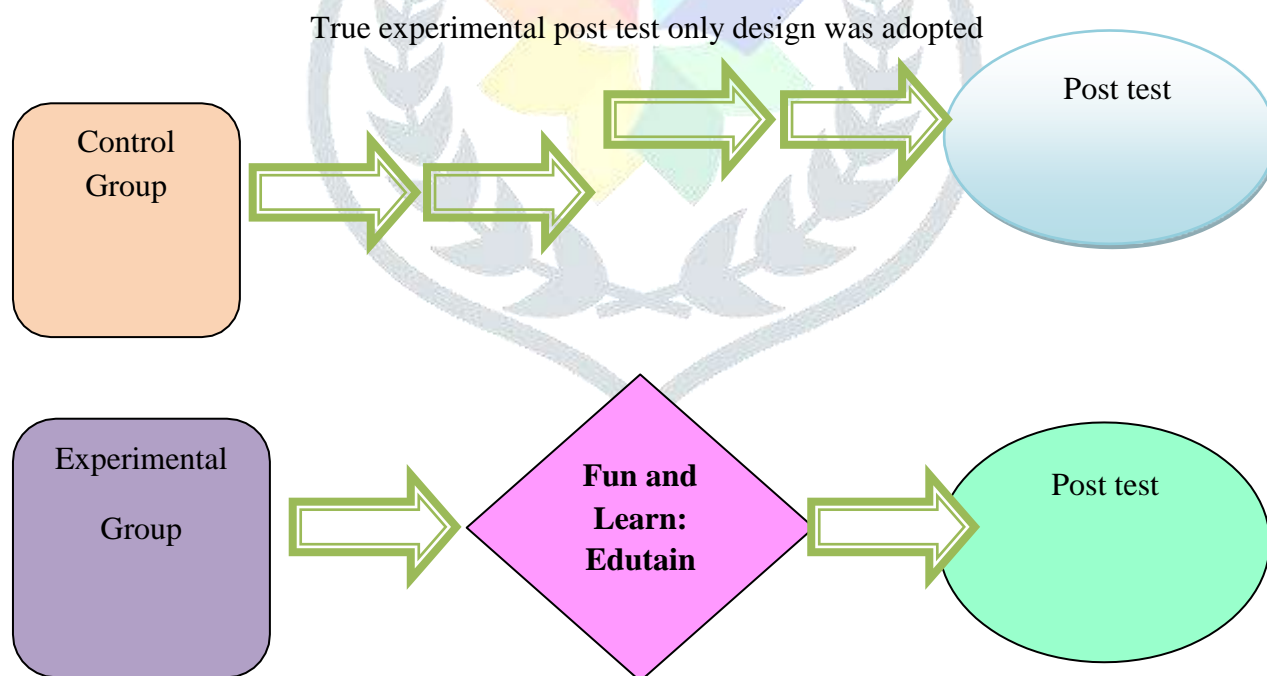 True experimental post test only design was adopted
Control
Group
Post test
Experimental
Group
Fun and
Learn:
Edutain
Post test